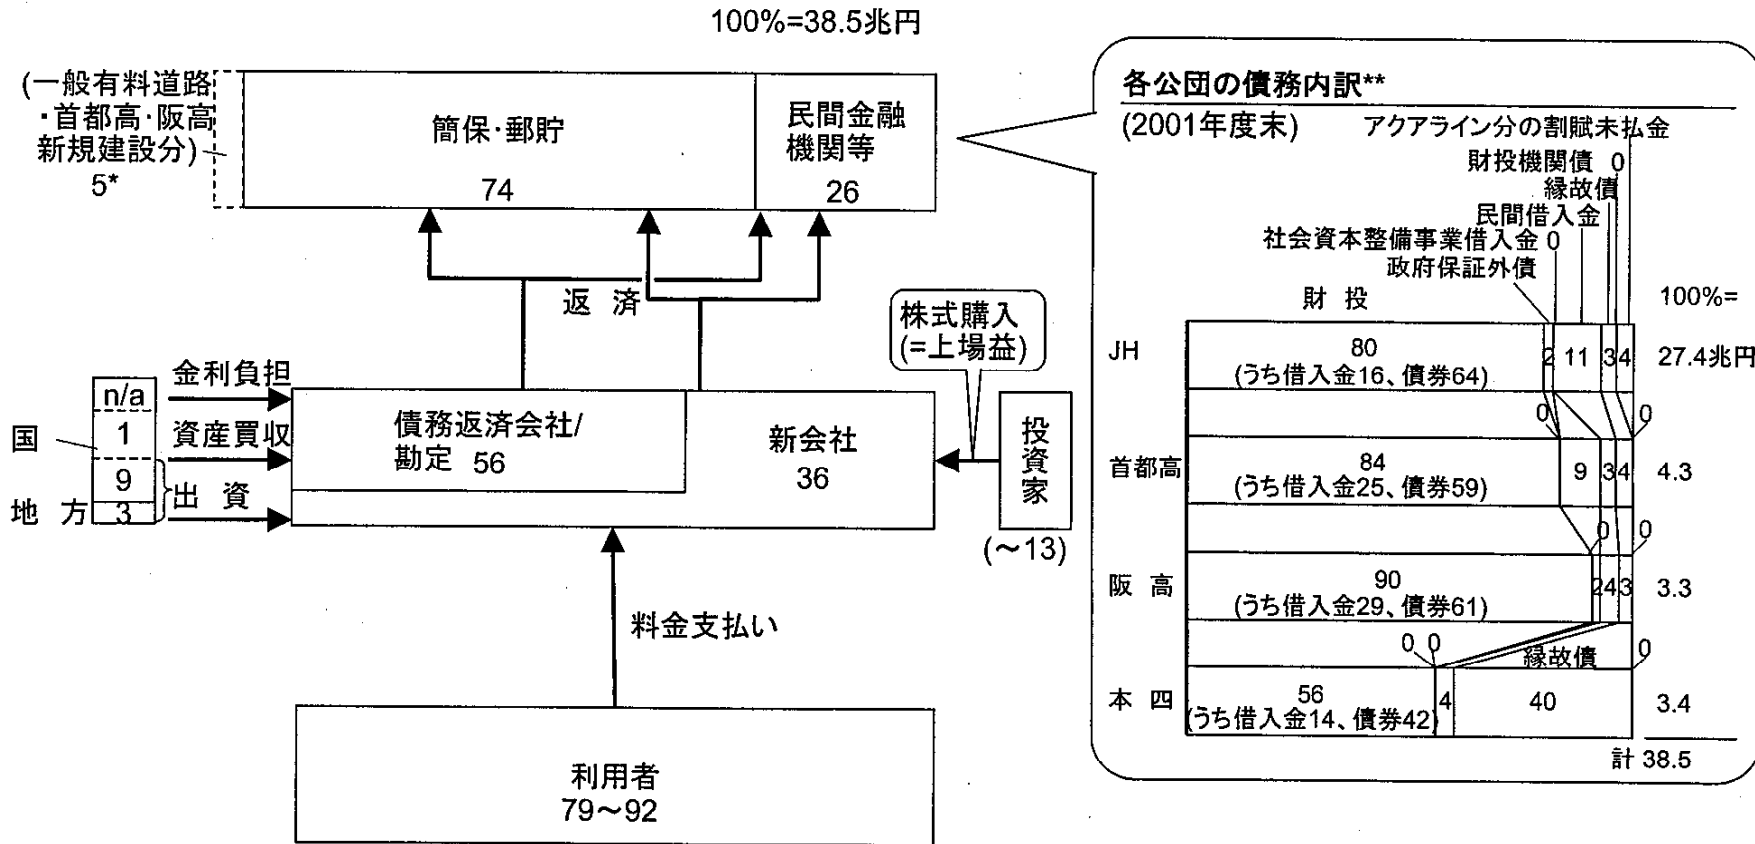 100%=38.5兆円
(一般有料道路
・首都高・阪高
新規建設分)
5*
簡保・郵貯
74
民間金融
機関等
26
返 済
株式購入
(=上場益)
金利負担
資産買収
出 資
国
地 方
n/a
1
9
3
債務返済会社/
勘定 56
新会社
36
投資家
(~13)
料金支払い
利用者
79~92
各公団の債務内訳**
(2001年度末)
アクアライン分の割賦未払金
財投機関債 0
縁故債
民間借入金
社会資本整備事業借入金 0
政府保証外債
財 投
100%=
JH
80
(うち借入金16、債券64)
2 11 3 4
27.4兆円
0 0
首都高
84
(うち借入金25、債券59)
9 3 4
4.3
0 0
阪 高
90
(うち借入金29、債券61)
2 4 3
3.3
0 0
縁故債
0
本 四
56
(うち借入金14、債券42)
4
40
3.4
計 38.5